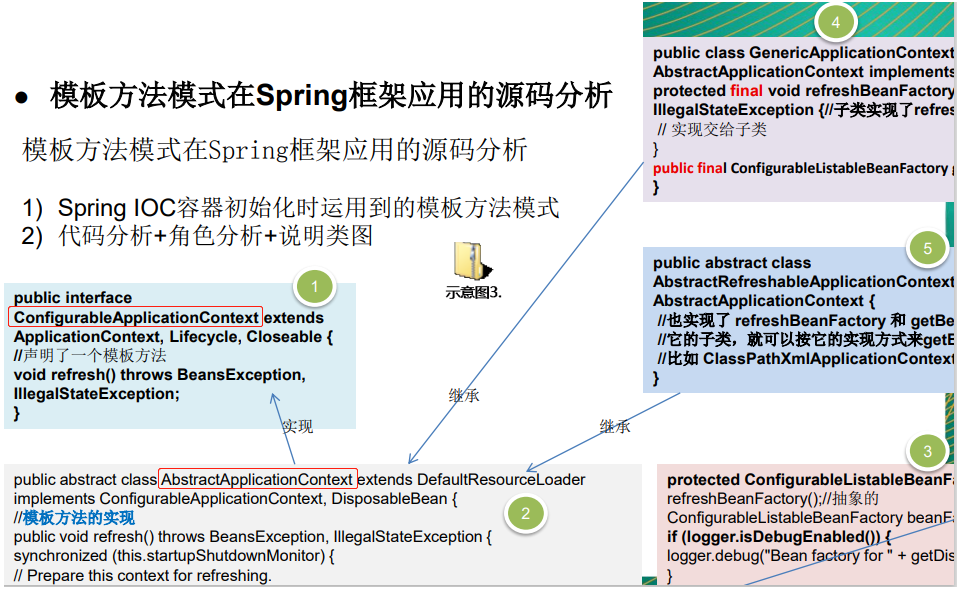 ● 模板方法模式在Spring框架应用的源码分析
模板方法模式在Spring框架应用的源码分析
1) Spring IOC容器初始化时运用到的模板方法模式
2) 代码分析+角色分析+说明类图
示意图3.
1
public interface
ConfigurableApplicationContext extends
ApplicationContext, Lifecycle, Closeable {
//声明了一个模板方法
void refresh() throws BeansException,
IllegalStateException;
}
实现
继承
继承
2
public abstract class AbstractApplicationContext extends DefaultResourceLoader
implements ConfigurableApplicationContext, DisposableBean {
//模板方法的实现
public void refresh() throws BeansException, IllegalStateException {
synchronized (this.startupShutdownMonitor) {
// Prepare this context for refreshing.
4
public class GenericApplicationContext
AbstractApplicationContext implements
protected final void refreshBeanFactory
IllegalStateException {//子类实现了refres
// 实现交给子类
}
public final ConfigurableListableBeanFactory
}
5
public abstract class
AbstractRefreshableApplicationContext
AbstractApplicationContext {
//也实现了 refreshBeanFactory 和 getBe
//它的子类，就可以按它的实现方式来getB
//比如 ClassPathXmlApplicationContext
}
3
protected ConfigurableListableBeanFa
refreshBeanFactory();//抽象的
ConfigurableListableBeanFactory beanFa
if (logger.isDebugEnabled()) {
logger.debug("Bean factory for " + getDis
}